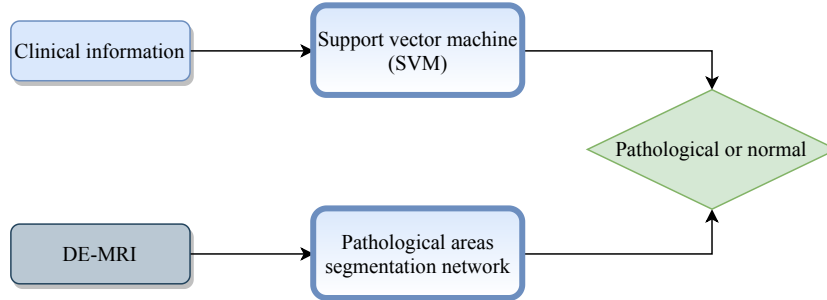 Clinical information
Support vector machine
(SVM)
Pathological or normal
DE-MRI
Pathological areas
segmentation network